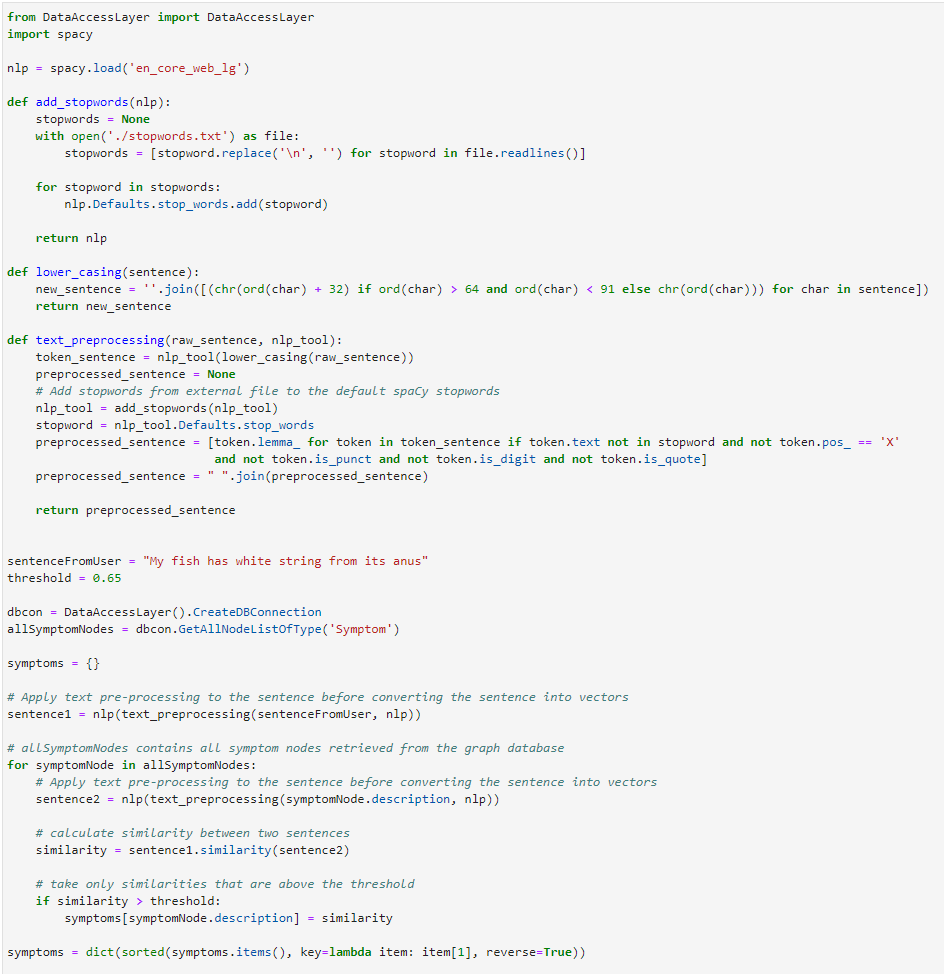 from DataAccessLayer import DataAccessLayer
import spacy

nlp = spacy.load('en_core_web_lg')

def add_stopwords(nlp):
    stopwords = None
    with open('./stopwords.txt') as file:
        stopwords = [stopword.replace('\n', '') for stopword in file.readlines()]

    for stopword in stopwords:
        nlp.Defaults.stop_words.add(stopword)

    return nlp

def lower_casing(sentence):
    new_sentence = ''.join([(chr(ord(char) + 32) if ord(char) > 64 and ord(char) < 91 else chr(ord(char))) for char in sentence])
    return new_sentence

def text_preprocessing(raw_sentence, nlp_tool):
    token_sentence = nlp_tool(lower_casing(raw_sentence))
    preprocessed_sentence = None
    # Add stopwords from external file to the default spaCy stopwords
    nlp_tool = add_stopwords(nlp_tool)
    stopword = nlp_tool.Defaults.stop_words
    preprocessed_sentence = [token.lemma_ for token in token_sentence if token.text not in stopword and not token.pos_ == 'X'
                             and not token.is_punct and not token.is_digit and not token.is_quote]
    preprocessed_sentence = " ".join(preprocessed_sentence)

    return preprocessed_sentence


sentenceFromUser = "My fish has white string from its anus"
threshold = 0.65

dbcon = DataAccessLayer().CreateDBConnection
allSymptomNodes = dbcon.GetAllNodeListOfType('Symptom')

symptoms = {}

# Apply text pre-processing to the sentence before converting the sentence into vectors
sentence1 = nlp(text_preprocessing(sentenceFromUser, nlp))

# allSymptomNodes contains all symptom nodes retrieved from the graph database
for symptomNode in allSymptomNodes:
    # Apply text pre-processing to the sentence before converting the sentence into vectors
    sentence2 = nlp(text_preprocessing(symptomNode.description, nlp))

    # calculate similarity between two sentences
    similarity = sentence1.similarity(sentence2)

    # take only similarities that are above the threshold
    if similarity > threshold:
        symptoms[symptomNode.description] = similarity

symptoms = dict(sorted(symptoms.items(), key=lambda item: item[1], reverse=True))